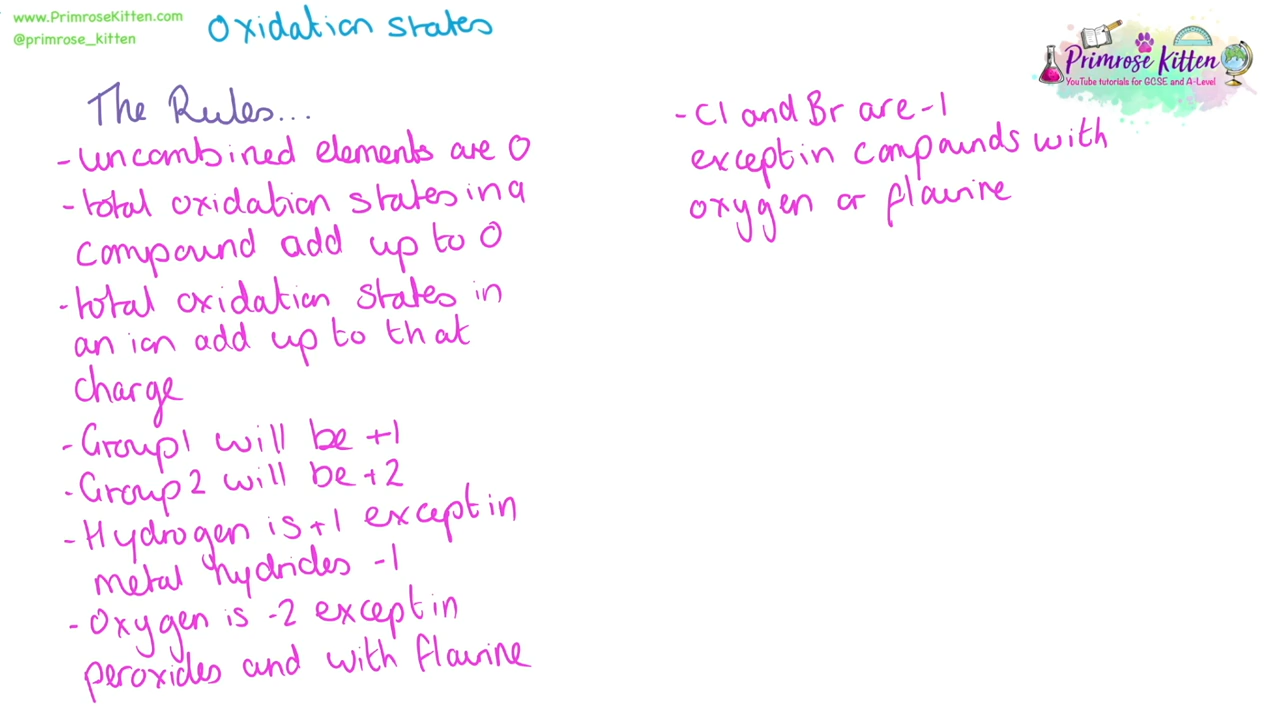 www.PrimroseKitten.com
@primrose_kitten
Oxidation states
Primrose Kitten
YouTube tutorials for GCSE and A-Level
The Rules...
- uncombined elements are 0
- total oxidation states in a
compound add up to 0
- total oxidation states in
an ion add up to that
charge
- Group 1 will be +1
- Group 2 will be +2
- Hydrogen is +1 except in
metal hydrides -1
- Oxygen is -2 except in
peroxides and with flourine
- Cl and Br are -1
except in compounds with
oxygen or flourine